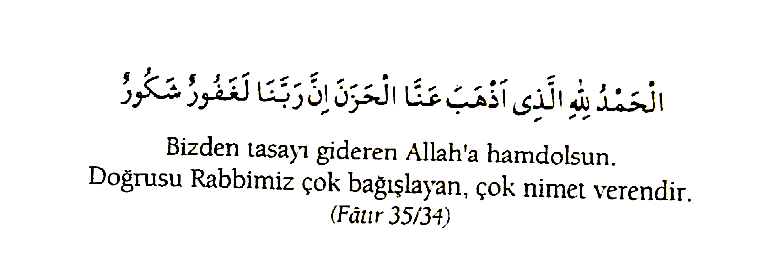 الْحَمْدُ لِلّٰهِ الَّذِى اَذْهَبَ عَنَّا الْحَزَنَ اِنَّ رَبَّنَا لَغَفُورٌ شَكُورٌ
Bizden tasayı gideren Allah'a hamdolsun.
Doğrusu Rabbimiz çok bağışlayan, çok nimet verendir.
(Fâtır 35/34)